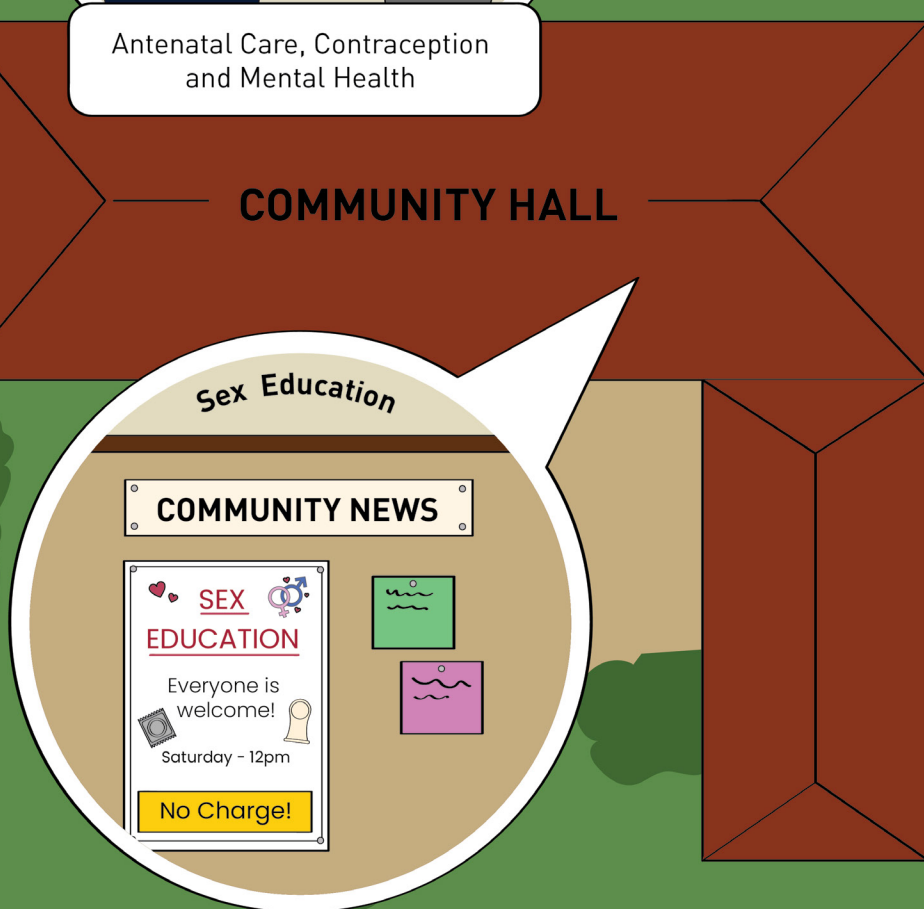 Antenatal Care, Contraception
and Mental Health
COMMUNITY HALL
Sex Education
COMMUNITY NEWS
SEX
EDUCATION
Everyone is
welcome!
Saturday - 12pm
No Charge!